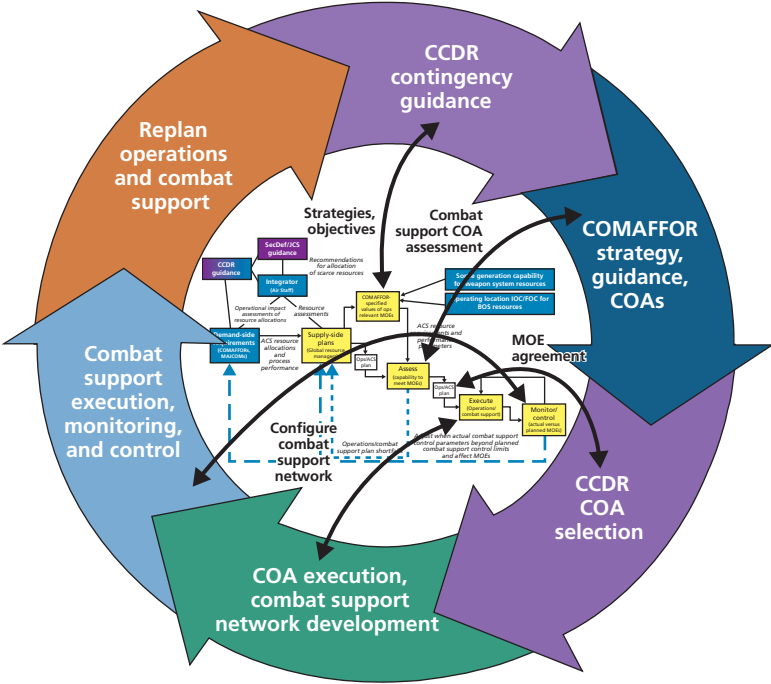 CCDR
contingency
guidance
Replan
operations
and combat
support
COMAFFOR
strategy,
guidance,
COAs
Strategies,
objectives
Combat
support COA
assessment
SecDef/JCS
guidance
CCDR
guidance
Recommendations
for allocation
of scarce resources
Integrator
(Air Staff)
Operational impact
assessments of
resource allocations
Resource
assessments
COMAFFOR-
specified
values of ops
relevant MOEs
generation capability
weapon system resources
Operating location IOC/FOC for
BOS resources
Demand-side
(COMAFFORs,
MAJCOMs)
ACS resource
allocations
and process
performance
Supply-side
plans
(Global resource
Ops/ACS
plan
ACS resource
and
Assess
(capability to
meet MOEs)
Ops/ACS
plan
MOE
agreement
Execute
(Operations/
combat support)
Monitor/
control
(actual versus
planned MOEs)
Configure
combat
support
network
Operations/combat
support plan
when actual combat support
control parameters beyond planned
combat support control limits
and affect MOEs
Combat
support
execution,
monitoring,
and control
CCDR
COA
selection
COA execution,
combat support
network development